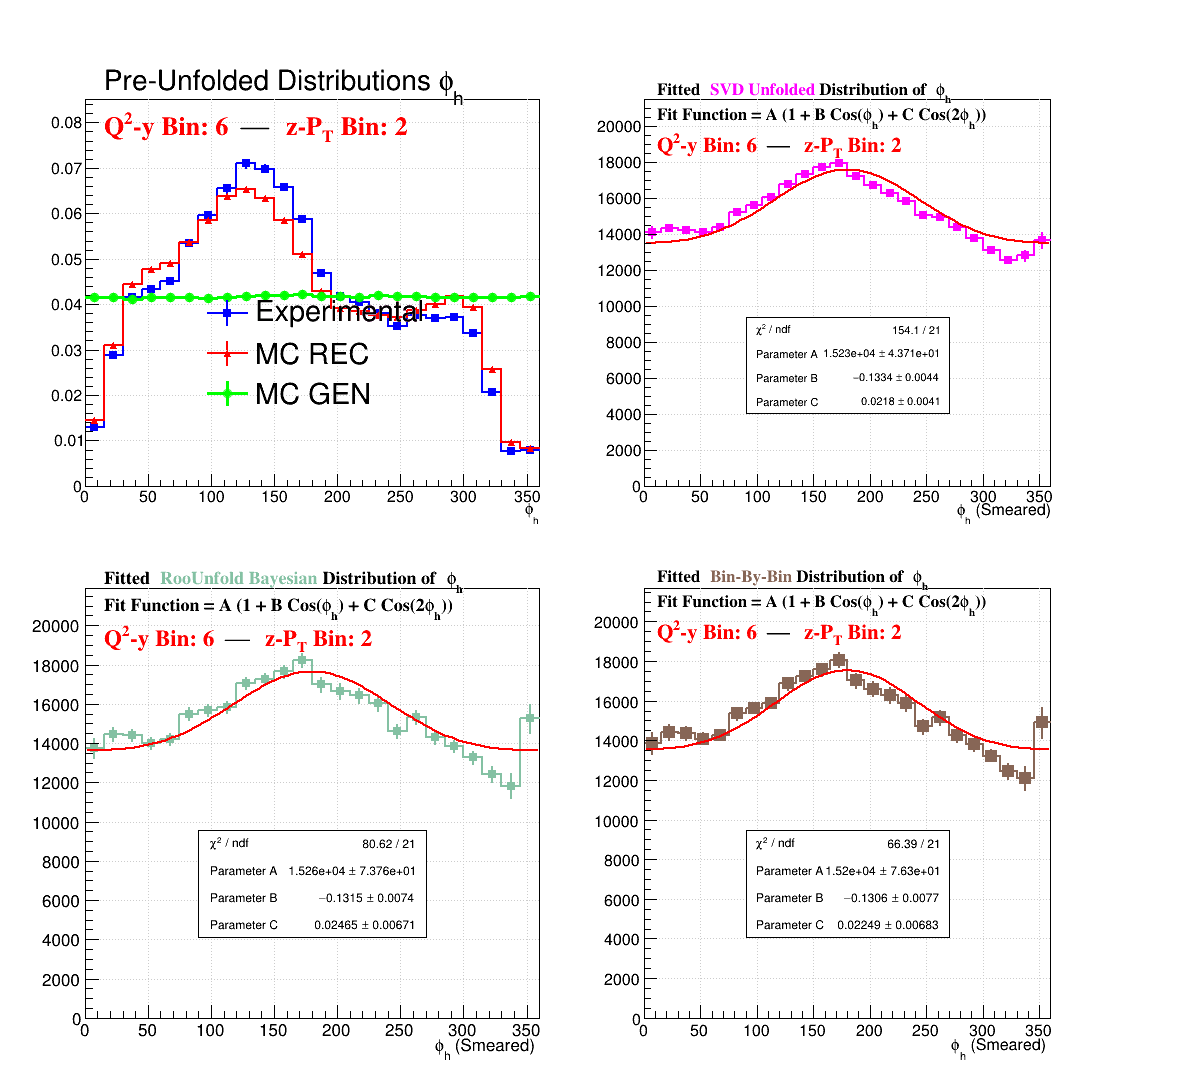 Pre-Unfolded Distributions ϕh
Q2-y Bin: 6 — z-PT Bin: 2
0.08
0.07
0.06
0.05
0.04
0.03
0.02
0.01
0
Experimental
MC REC
MC GEN
0 50 100 150 200 250 300 350
ϕh
Fitted SVD Unfolded Distribution of ϕh
Fit Function = A (1 + B Cos(ϕh) + C Cos(2ϕh))
Q2-y Bin: 6 — z-PT Bin: 2
20000
18000
16000
14000
12000
10000
8000
6000
4000
2000
0
χ2 / ndf 154.1 / 21
Parameter A 1.523e+04 ± 4.371e+01
Parameter B −0.1334 ± 0.0044
Parameter C 0.0218 ± 0.0041
0 50 100 150 200 250 300 350
ϕh (Smeared)
Fitted RooUnfold Bayesian Distribution of ϕh
Fit Function = A (1 + B Cos(ϕh) + C Cos(2ϕh))
Q2-y Bin: 6 — z-PT Bin: 2
20000
18000
16000
14000
12000
10000
8000
6000
4000
2000
0
χ2 / ndf 80.62 / 21
Parameter A 1.526e+04 ± 7.376e+01
Parameter B −0.1315 ± 0.0074
Parameter C 0.02465 ± 0.00671
0 50 100 150 200 250 300 350
ϕh (Smeared)
Fitted Bin-By-Bin Distribution of ϕh
Fit Function = A (1 + B Cos(ϕh) + C Cos(2ϕh))
Q2-y Bin: 6 — z-PT Bin: 2
20000
18000
16000
14000
12000
10000
8000
6000
4000
2000
0
χ2 / ndf 66.39 / 21
Parameter A 1.52e+04 ± 7.63e+01
Parameter B −0.1306 ± 0.0077
Parameter C 0.02249 ± 0.00683
0 50 100 150 200 250 300 350
ϕh (Smeared)